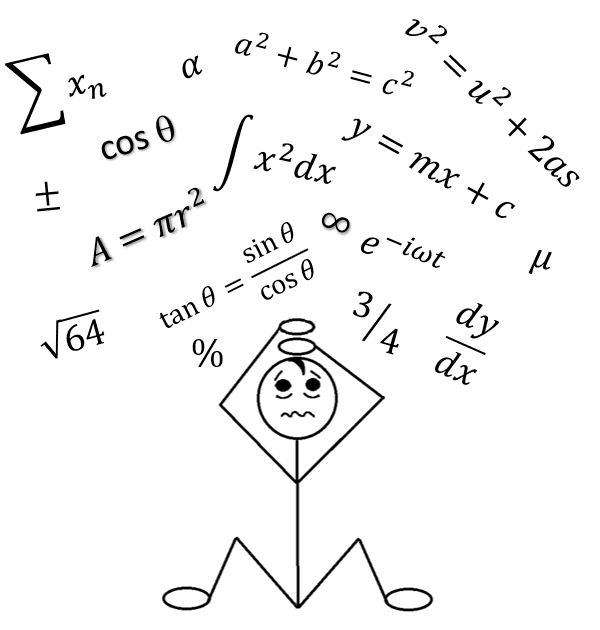 ∑xₙ
α
a² + b² = c²
v² = u² + 2as
cos θ
∫x²dx
y = mx + c
±
A = πr²
tan θ = sin θ / cos θ
∞
e^−iωt
μ
√64
%
3/4
dy/dx